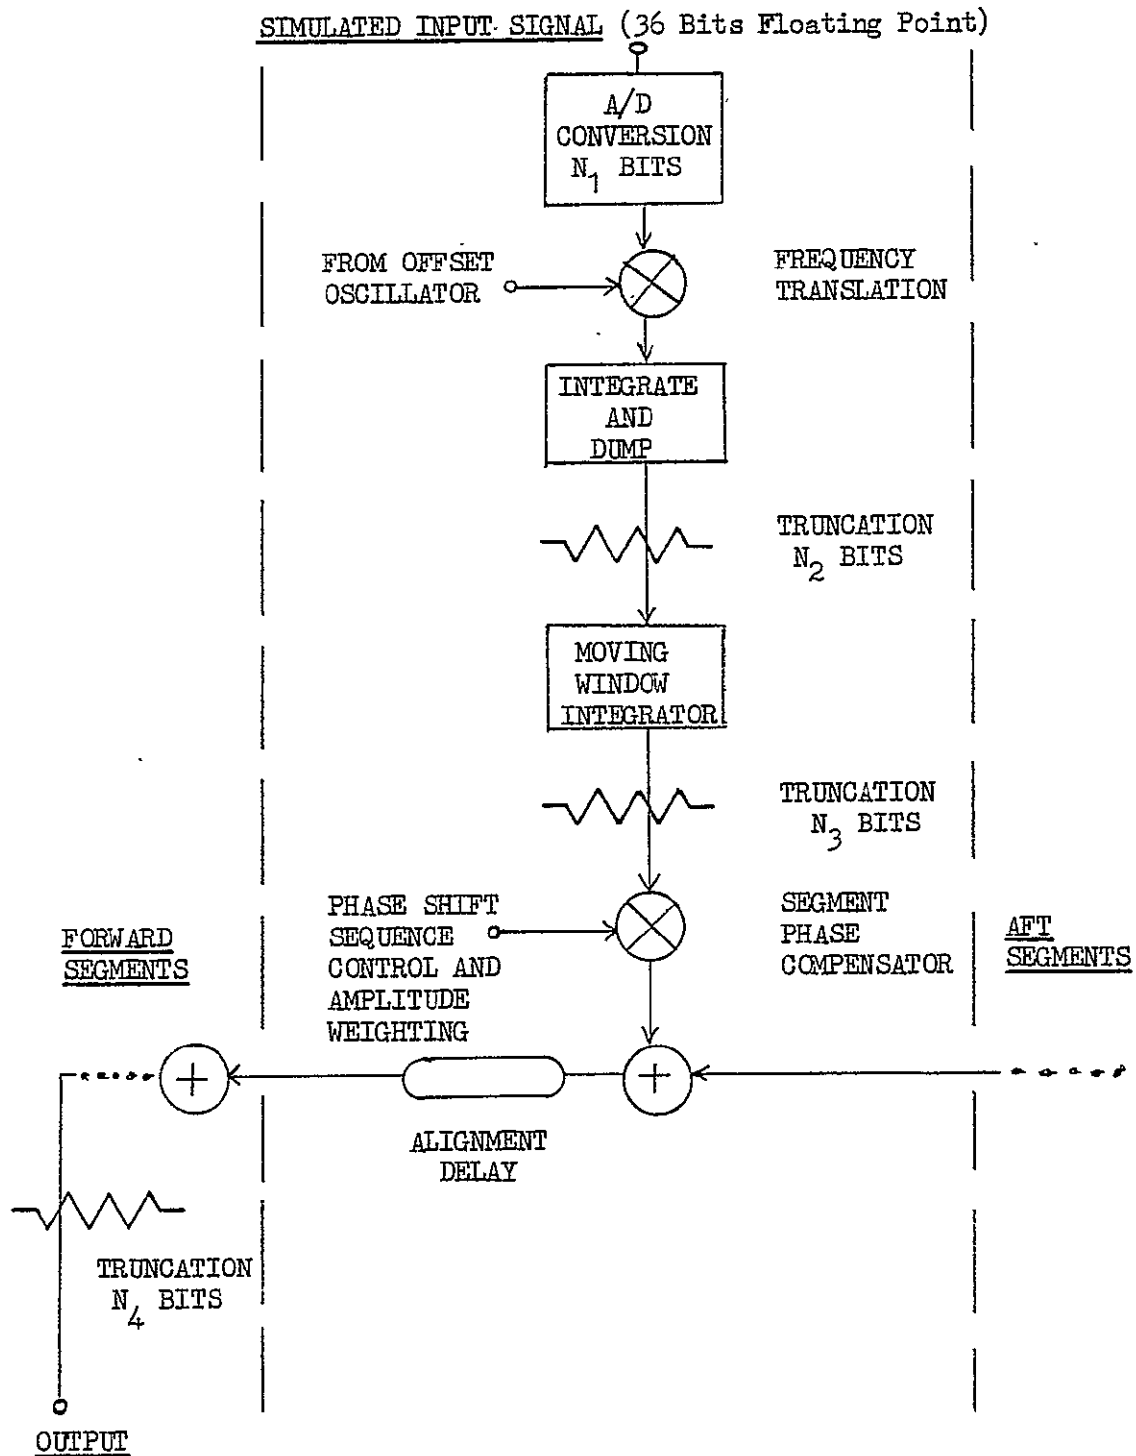 SIMULATED INPUT SIGNAL (36 Bits Floating Point)
A/D
CONVERSION
N1 BITS
FROM OFFSET
OSCILLATOR
FREQUENCY
TRANSLATION
INTEGRATE
AND
DUMP
TRUNCATION
N2 BITS
MOVING
WINDOW
INTEGRATOR
TRUNCATION
N3 BITS
PHASE SHIFT
SEQUENCE
CONTROL AND
AMPLITUDE
WEIGHTING
SEGMENT
PHASE
COMPENSATOR
FORWARD
SEGMENTS
AFT
SEGMENTS
+
+
ALIGNMENT
DELAY
TRUNCATION
N4 BITS
OUTPUT